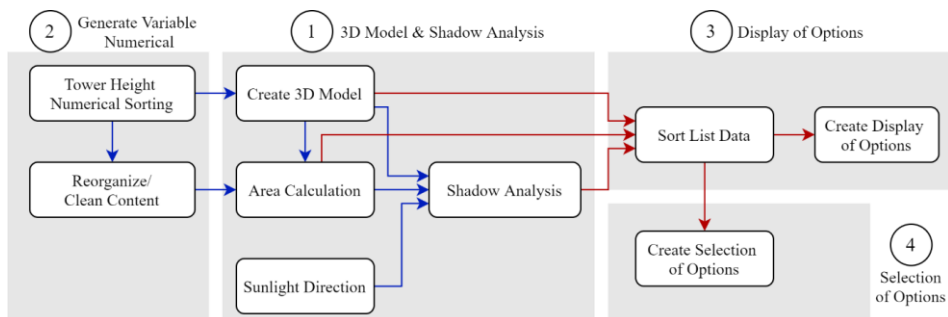 2
Generate Variable
Numerical
1
3D Model & Shadow Analysis
3
Display of Options
Tower Height
Numerical Sorting
Create 3D Model
Sort List Data
Create Display
of Options
Reorganize/
Clean Content
Area Calculation
Shadow Analysis
Create Selection
of Options
4
Sunlight Direction
Selection
of Options